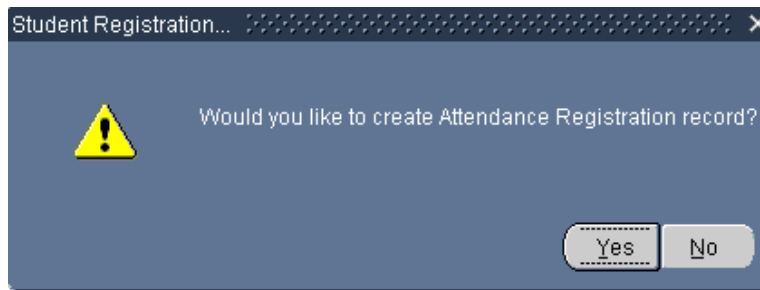 Student Registration...
Would you like to create Attendance Registration record?
Yes No